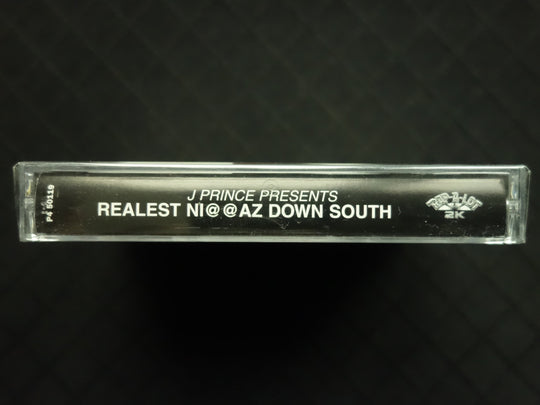 P4 50119
J PRINCE PRESENTS
REALEST NI@@AZ DOWN SOUTH
RAP-A-LOT
2K